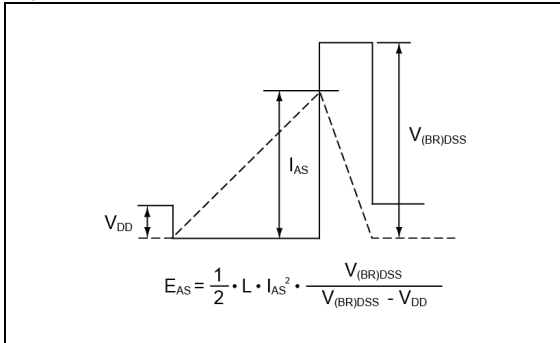 V(BR)DSS
IAS
VDD
EAS = 1/2 • L • IAS² • V(BR)DSS / V(BR)DSS - VDD